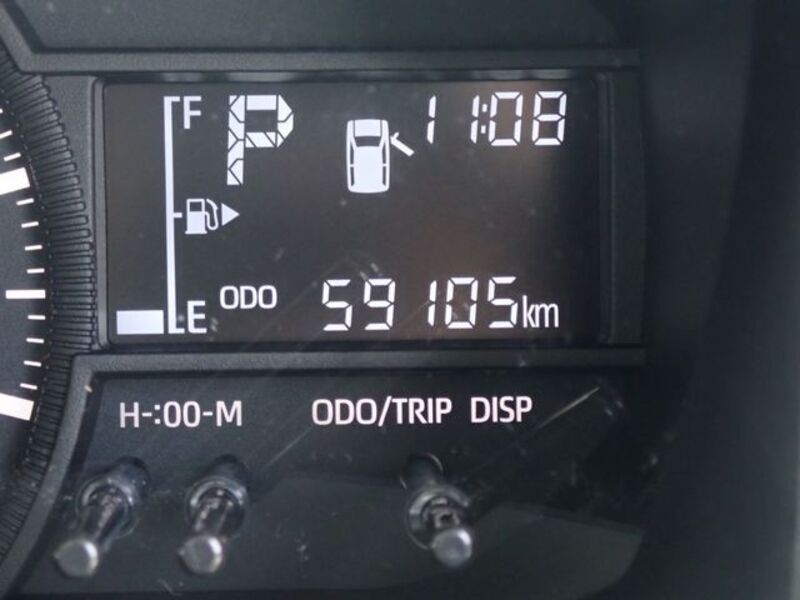 F P 11:08
E ODO 59105km
H-:00-M ODO/TRIP DISP